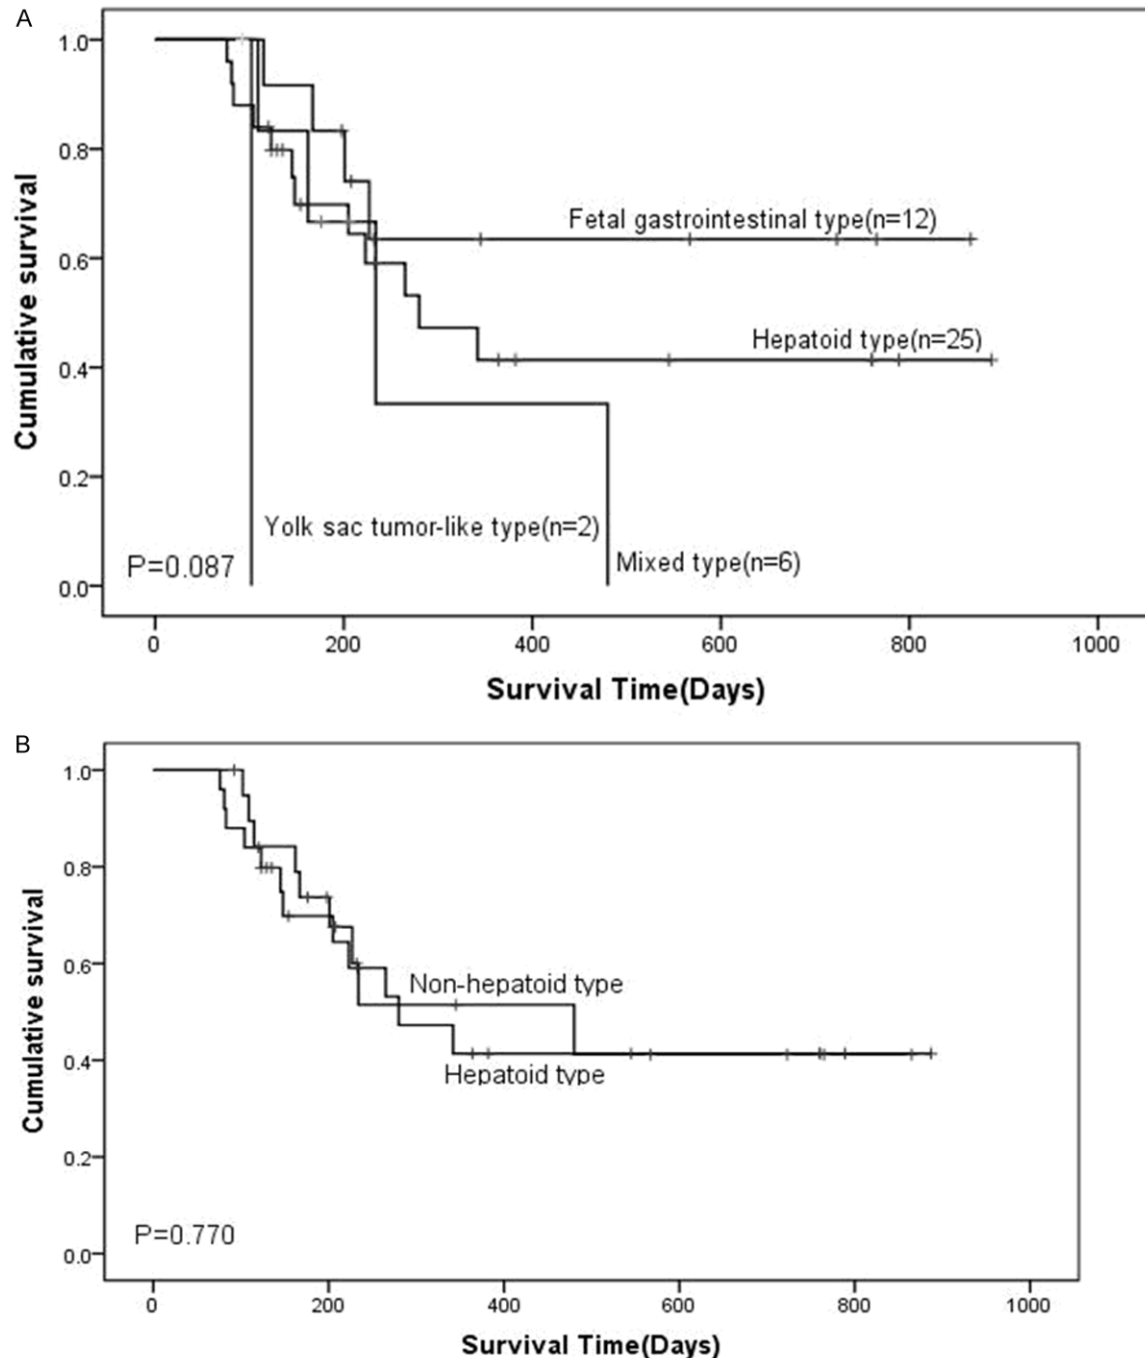 A
Cumulative survival
1.0
0.8
0.6
0.4
0.2
0.0
Fetal gastrointestinal type(n=12)
Hepatoid type(n=25)
Yolk sac tumor-like type(n=2)
Mixed type(n=6)
P=0.087
0 200 400 600 800 1000
Survival Time(Days)
B
Cumulative survival
1.0
0.8
0.6
0.4
0.2
0.0
Non-hepatoid type
Hepatoid type
P=0.770
0 200 400 600 800 1000
Survival Time(Days)